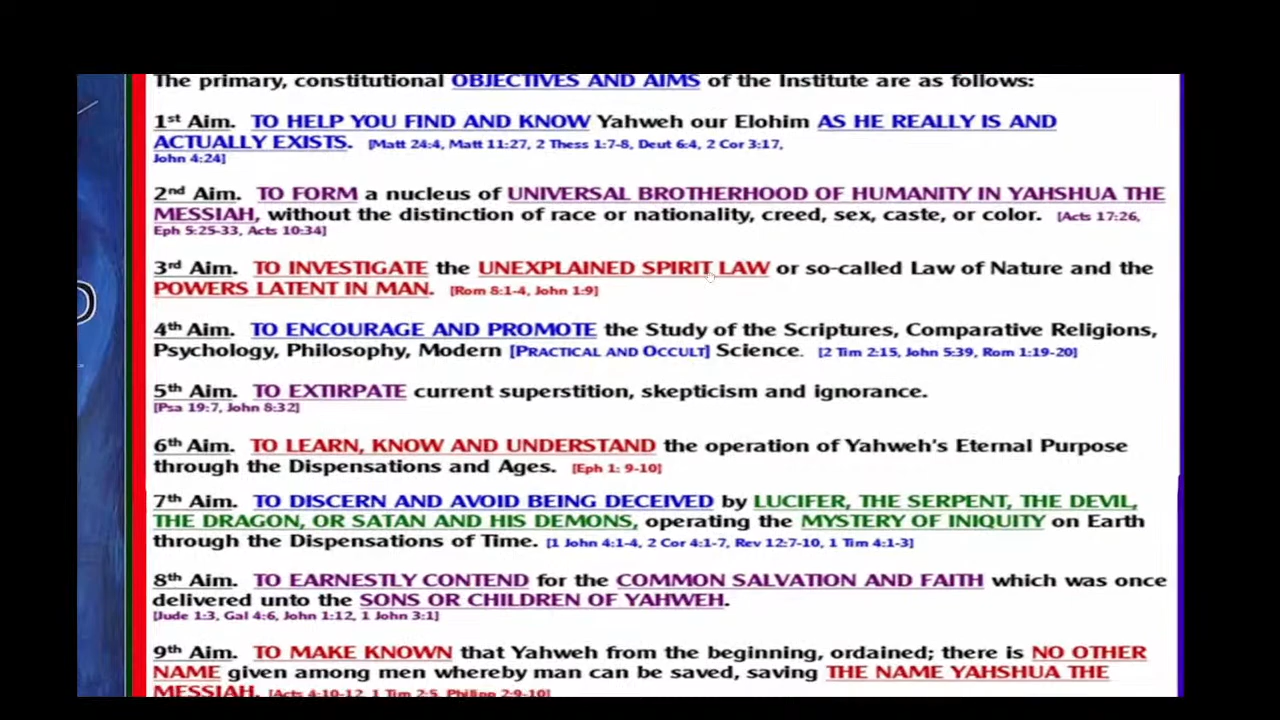 The primary, constitutional OBJECTIVES AND AIMS of the Institute are as follows:
1st Aim. TO HELP YOU FIND AND KNOW Yahweh our Elohim AS HE REALLY IS AND
ACTUALLY EXISTS. [Matt 24:4, Matt 11:27, 2 Thess 1:7-8, Deut 6:4, 2 Cor 3:17,
John 4:24]
2nd Aim. TO FORM a nucleus of UNIVERSAL BROTHERHOOD OF HUMANITY IN YAHSHUA THE
MESSIAH, without the distinction of race or nationality, creed, sex, caste, or color. [Acts 17:26,
Eph 5:25-33, Acts 10:34]
3rd Aim. TO INVESTIGATE the UNEXPLAINED SPIRIT LAW or so-called Law of Nature and the
POWERS LATENT IN MAN. [Rom 8:1-4, John 1:9]
4th Aim. TO ENCOURAGE AND PROMOTE the Study of the Scriptures, Comparative Religions,
Psychology, Philosophy, Modern [PRACTICAL AND OCCULT] Science. [2 Tim 2:15, John 5:39, Rom 1:19-20]
5th Aim. TO EXTIRPATE current superstition, skepticism and ignorance.
[Psa 19:7, John 8:32]
6th Aim. TO LEARN, KNOW AND UNDERSTAND the operation of Yahweh's Eternal Purpose
through the Dispensations and Ages. [Eph 1: 9-10]
7th Aim. TO DISCERN AND AVOID BEING DECEIVED by LUCIFER, THE SERPENT, THE DEVIL,
THE DRAGON, OR SATAN AND HIS DEMONS, operating the MYSTERY OF INIQUITY on Earth
through the Dispensations of Time. [1 John 4:1-4, 2 Cor 4:1-7, Rev 12:7-10, 1 Tim 4:1-3]
8th Aim. TO EARNESTLY CONTEND for the COMMON SALVATION AND FAITH which was once
delivered unto the SONS OR CHILDREN OF YAHWEH.
[Jude 1:3, Gal 4:6, John 1:12, 1 John 3:1]
9th Aim. TO MAKE KNOWN that Yahweh from the beginning, ordained; there is NO OTHER
NAME given among men whereby man can be saved, saving THE NAME YAHSHUA THE
MESSIAH. [Acts 4:10-12, 1 Tim 2:5, Philipp 2:9-10]